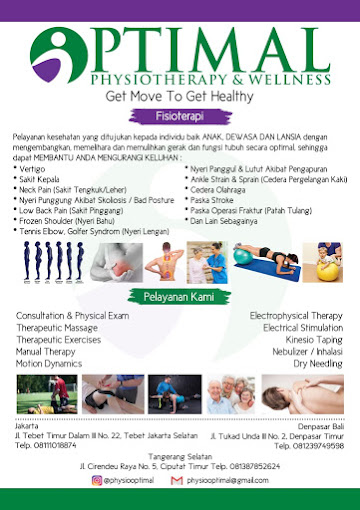 OPTIMAL
PHYSIOTHERAPY & WELLNESS
Get Move To Get Healthy
Fisioterapi
Pelayanan kesehatan yang ditujukan kepada individu baik ANAK, DEWASA DAN LANSIA dengan
mengembangkan, memelihara dan memulihkan gerak dan fungsi tubuh secara optimal, sehingga
dapat MEMBANTU ANDA MENGURANGI KELUHAN :
* Vertigo
* Sakit Kepala
* Neck Pain (Sakit Tengkuk/Leher)
* Nyeri Punggung Akibat Skoliosis / Bad Posture
* Low Back Pain (Sakit Pinggang)
* Frozen Shoulder (Nyeri Bahu)
* Tennis Elbow, Golfer Syndrom (Nyeri Lengan)
* Nyeri Panggul & Lutut Akibat Pengapuran
* Ankle Strain & Sprain (Cedera Pergelangan Kaki)
* Cedera Olahraga
* Paska Stroke
* Paska Operasi Fraktur (Patah Tulang)
* Dan Lain Sebagainya
Pelayanan Kami
Consultation & Physical Exam
Therapeutic Massage
Therapeutic Exercises
Manual Therapy
Motion Dynamics
Electrophysical Therapy
Electrical Stimulation
Kinesio Taping
Nebulizer / Inhalasi
Dry Needling
Jakarta
Jl. Tebet Timur Dalam III No. 22, Tebet Jakarta Selatan
Telp. 08111018874
Denpasar Bali
Jl. Tukad Unda III No. 2, Denpasar Timur
Telp. 081239749598
Tangerang Selatan
Jl. Cirendeu Raya No. 5, Ciputat Timur Telp. 081387852624
@physiooptimal
physiooptimal@gmail.com